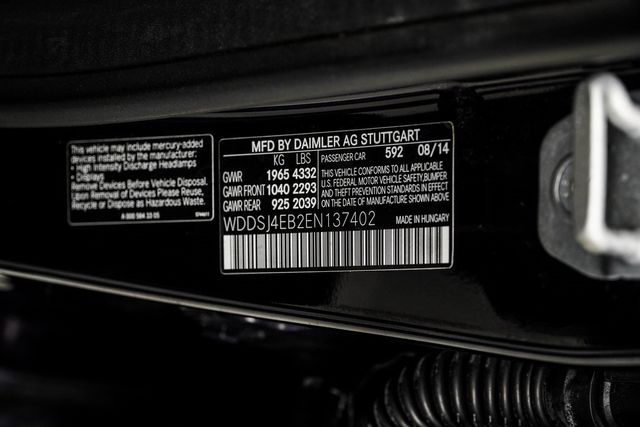 This vehicle may include mercury-added
devices installed by the manufacturer:
• High Intensity Discharge Headlamps
• Displays
Remove Devices Before Vehicle Disposal.
Upon Removal of Devices Please Reuse,
Recycle or Dispose as Hazardous Waste.
MFD BY DAIMLER AG STUTTGART
KG LBS PASSENGER CAR 592 08/14
GVWR 1965 4332
GAWR FRONT 1040 2293
GAWR REAR 925 2039
THIS VEHICLE CONFORMS TO ALL APPLICABLE
U.S. FEDERAL MOTOR VEHICLE SAFETY,BUMPER
AND THEFT PREVENTION STANDARDS IN EFFECT
ON THE DATE OF MANUFACTURE SHOWN ABOVE.
WDDSJ4EB2EN137402 MADE IN HUNGARY